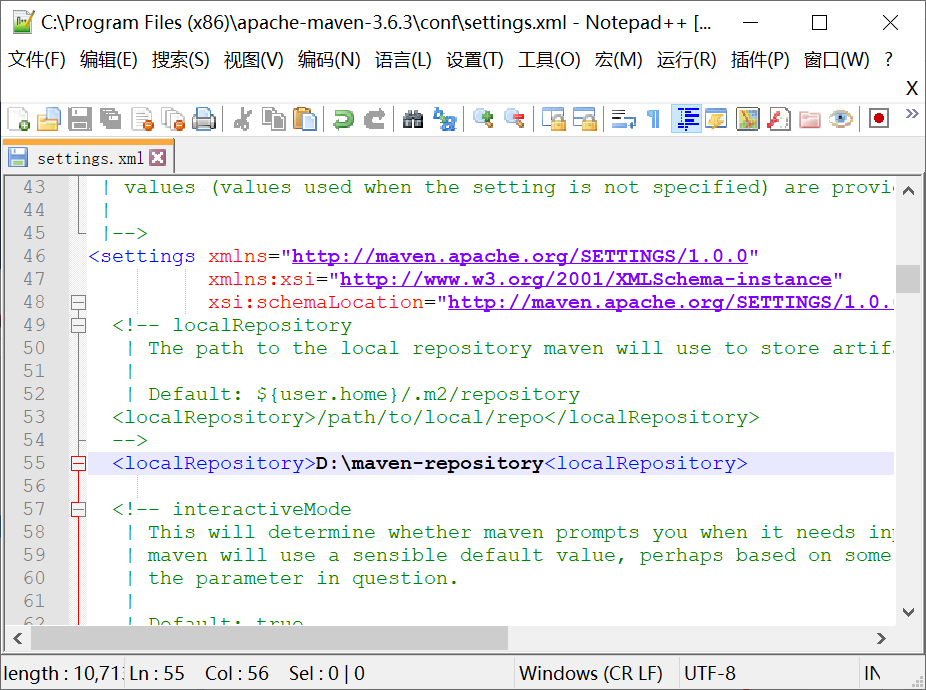 C:\Program Files (x86)\apache-maven-3.6.3\conf\settings.xml - Notepad++ [...
文件(F) 编辑(E) 搜索(S) 视图(V) 编码(N) 语言(L) 设置(T) 工具(O) 宏(M) 运行(R) 插件(P) 窗口(W) ?
X
settings.xml
43 | values (values used when the setting is not specified) are provi
44 |
45 |-->
46 <settings xmlns="http://maven.apache.org/SETTINGS/1.0.0"
47 xmlns:xsi="http://www.w3.org/2001/XMLSchema-instance"
48 xsi:schemaLocation="http://maven.apache.org/SETTINGS/1.0.
49 <!-- localRepository
50 | The path to the local repository maven will use to store artif
51 |
52 | Default: ${user.home}/.m2/repository
53 <localRepository>/path/to/local/repo</localRepository>
54 -->
55 <localRepository>D:\maven-repository<localRepository>
56
57 <!-- interactiveMode
58 | This will determine whether maven prompts you when it needs inp
59 | maven will use a sensible default value, perhaps based on some
60 | the parameter in question.
61 |
62 | Default: true
length : 10,71 Ln : 55 Col : 56 Sel : 0 | 0 Windows (CR LF) UTF-8 IN